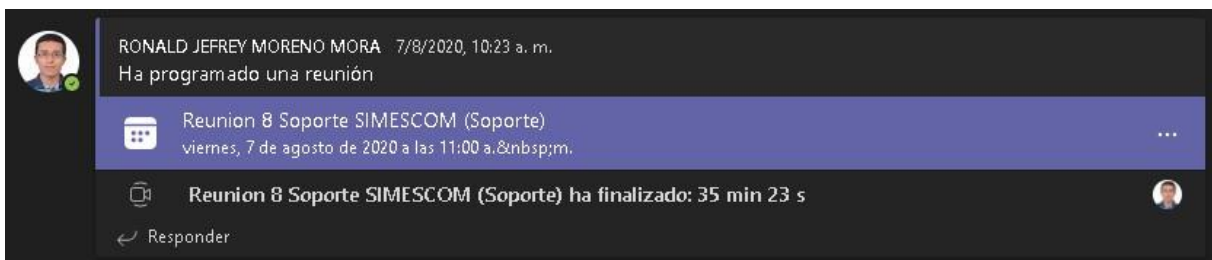 RONALD JEFREY MORENO MORA 7/8/2020, 10:23 a. m.
Ha programado una reunión
Reunion 8 Soporte SIMESCOM (Soporte)
viernes, 7 de agosto de 2020 a las 11:00 a.&nbsp;m.
Reunion 8 Soporte SIMESCOM (Soporte) ha finalizado: 35 min 23 s
Responder